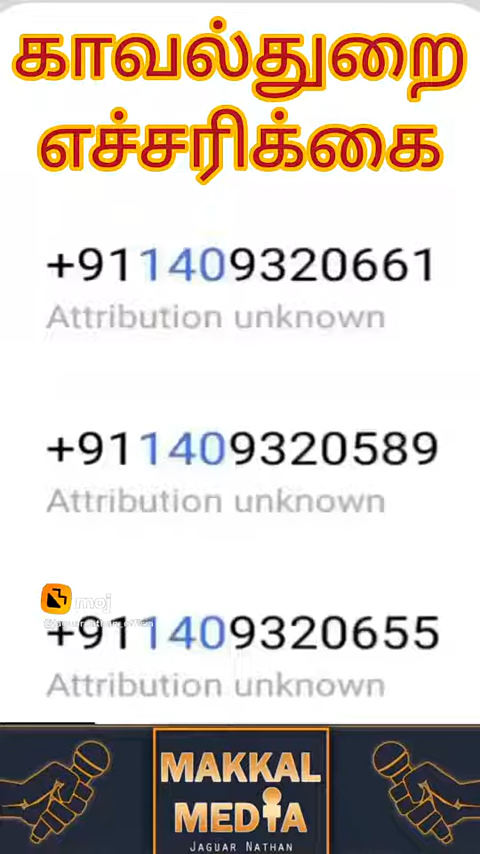 காவல்துறை
எச்சரிக்கை
+911409320661
Attribution unknown
+911409320589
Attribution unknown
moj
+911409320655
Attribution unknown
MAKKAL
MEDIA
JAGUAR NATHAN